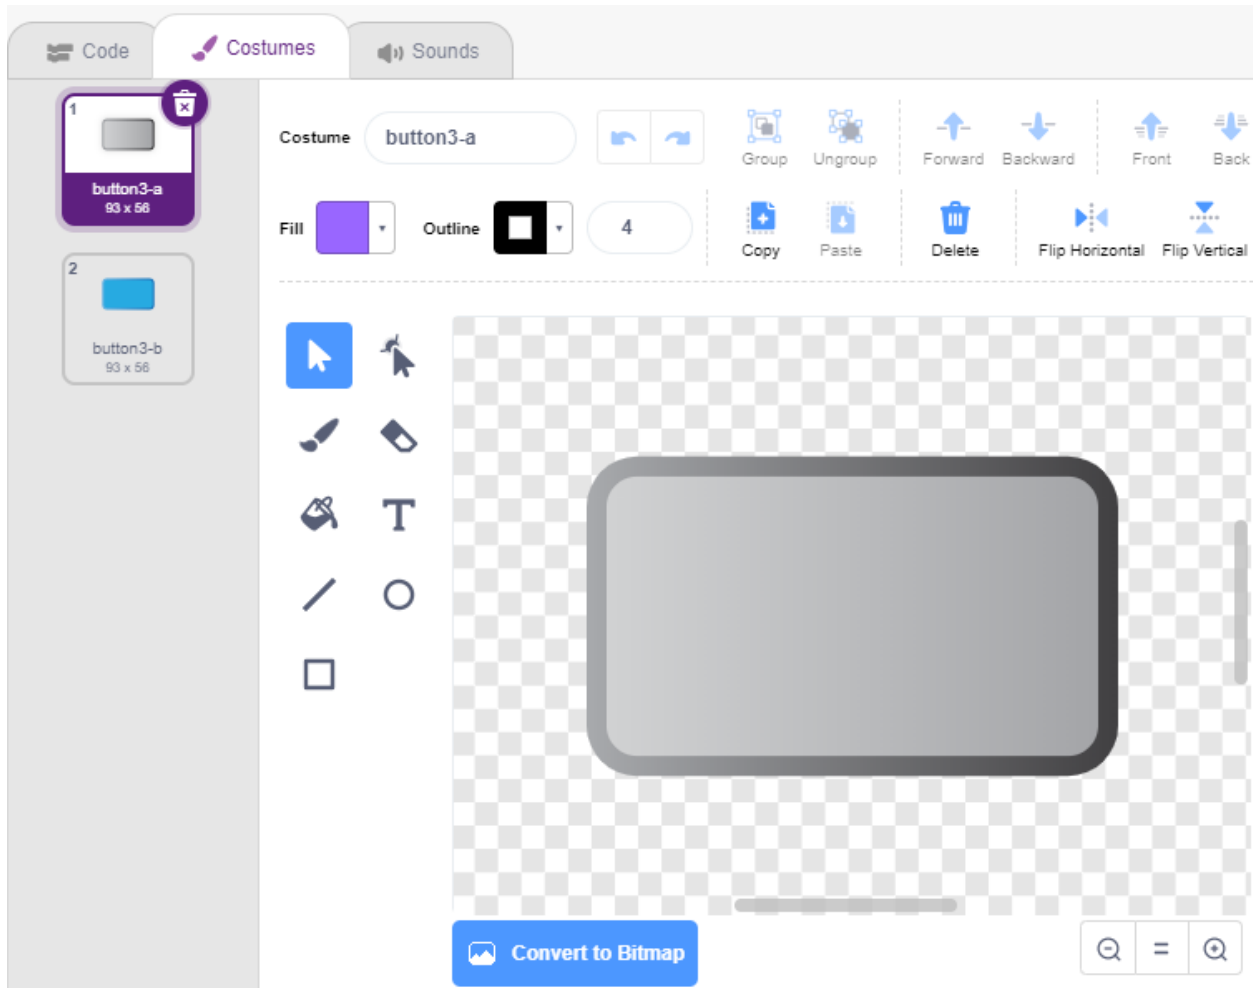 Code
Costumes
Sounds
1
button3-a
93 x 56
2
button3-b
93 x 56
Costume
button3-a
Group
Ungroup
Forward
Backward
Front
Back
Fill
Outline
4
Copy
Paste
Delete
Flip Horizontal
Flip Vertical
T
Convert to Bitmap
=